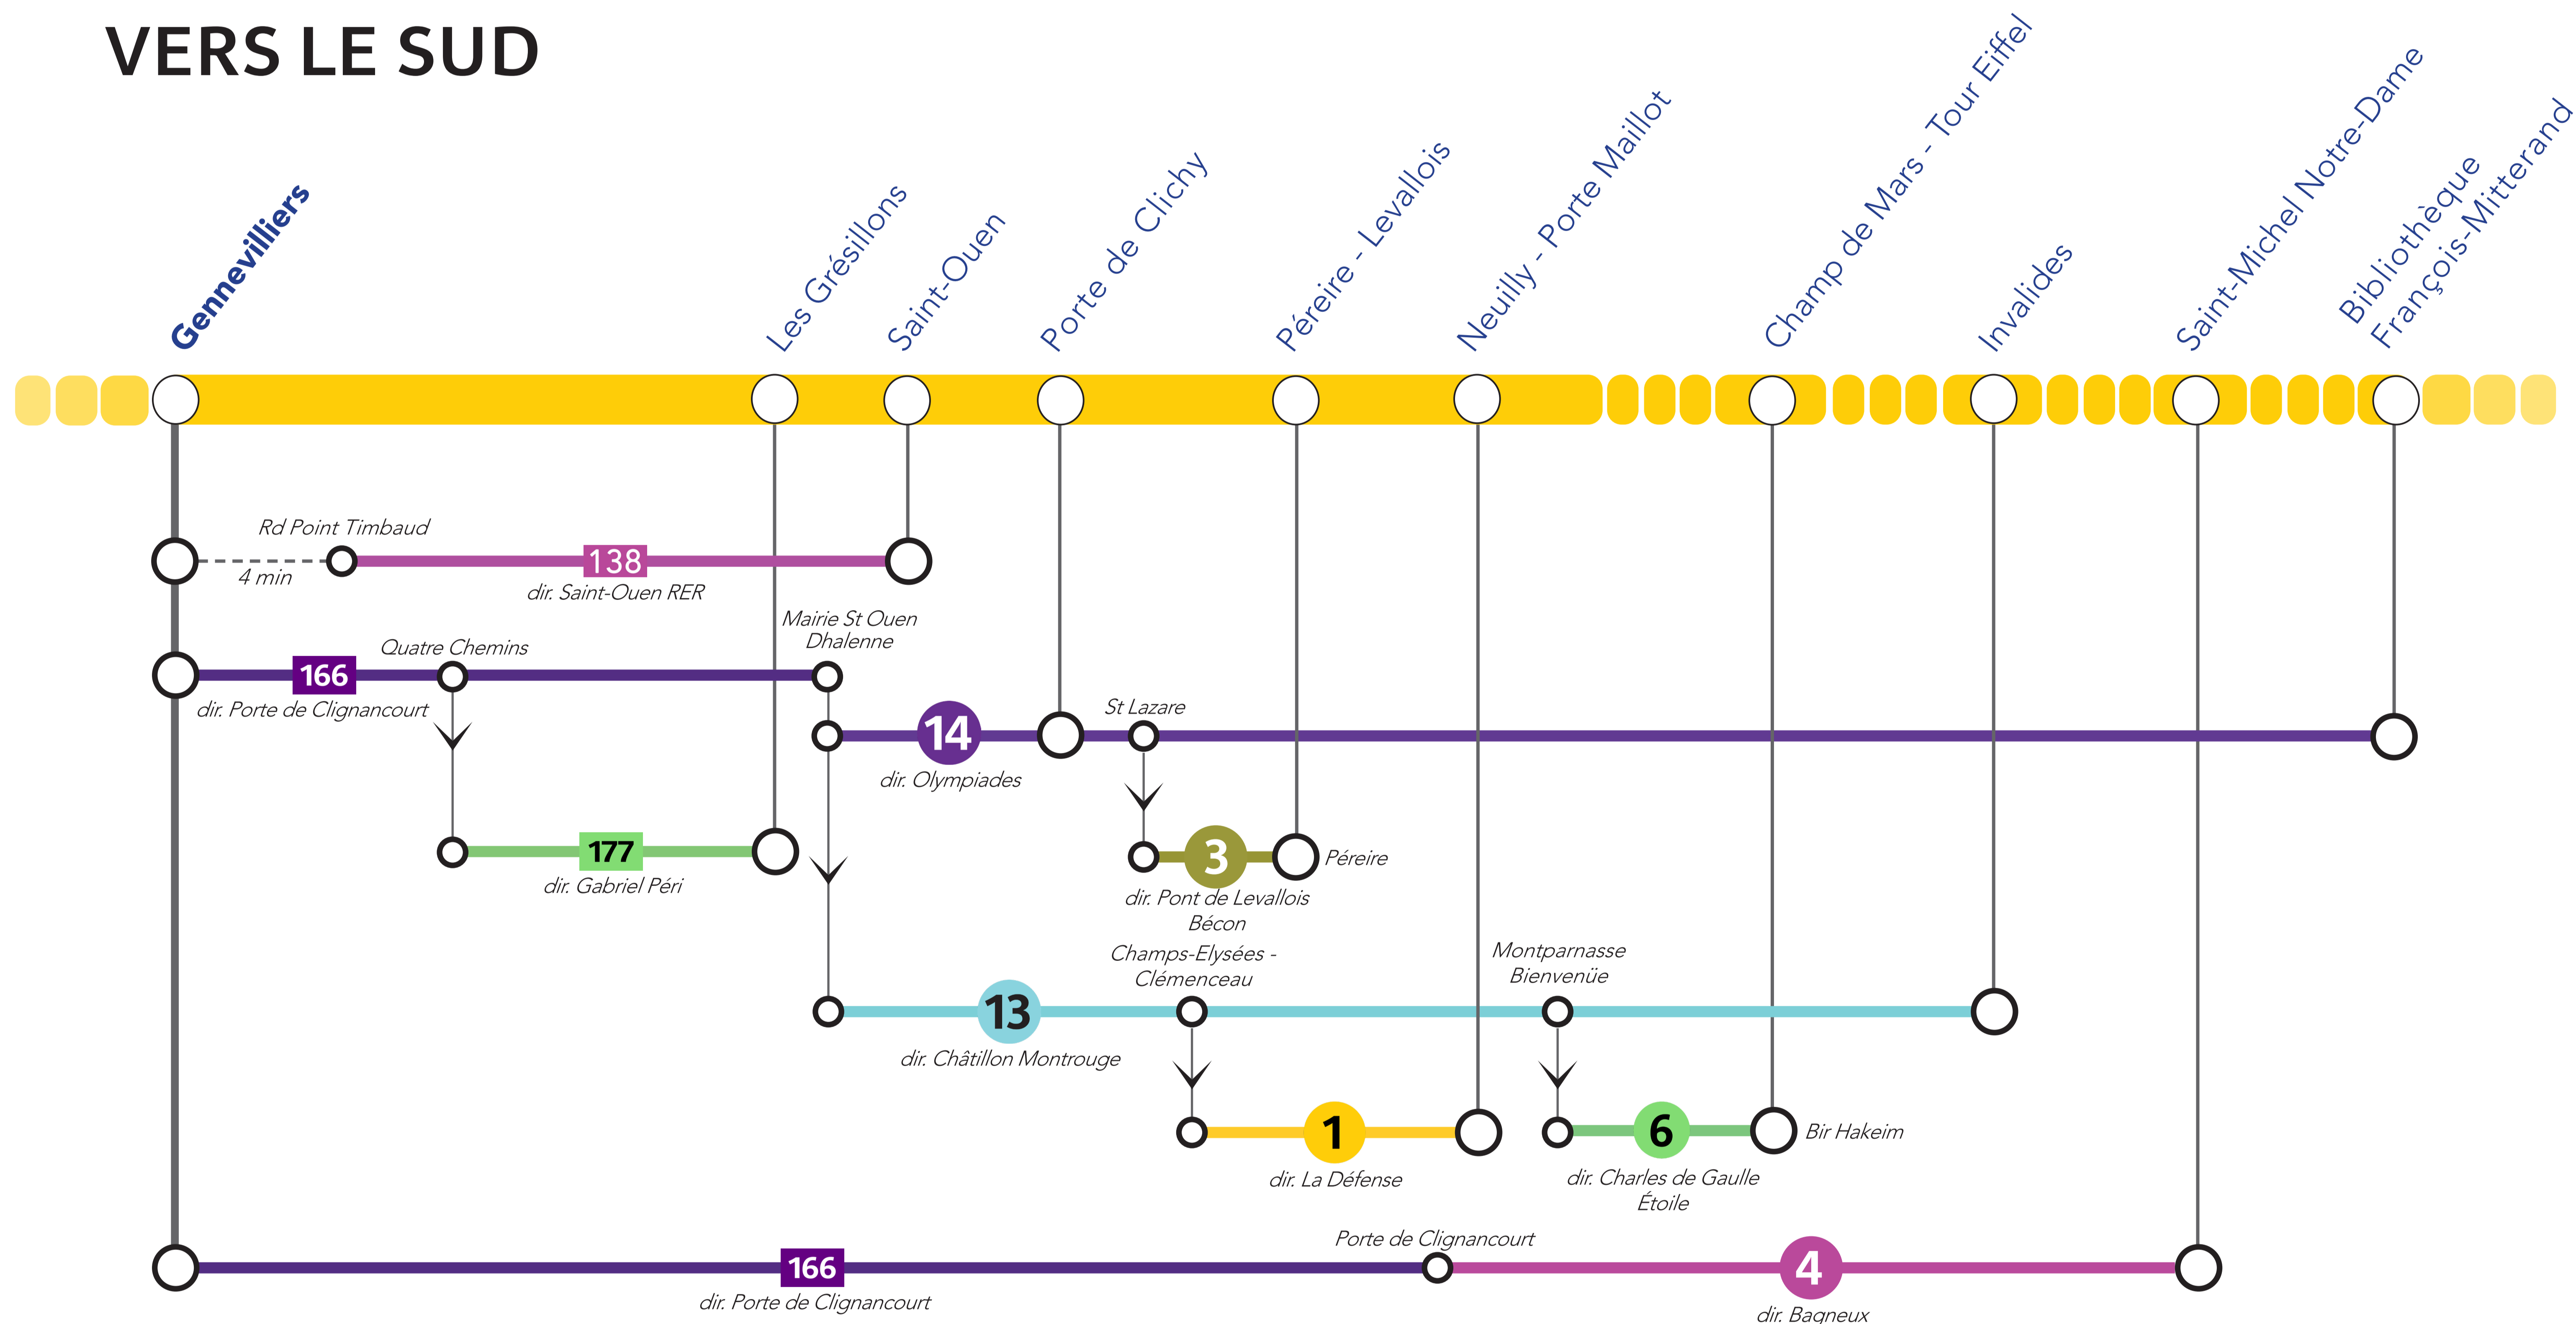 VERS LE SUD
Gennevilliers
Les Grésillons
Saint-Ouen
Porte de Clichy
Péreire - Levallois
Neuilly - Porte Maillot
Champ de Mars - Tour Eiffel
Invalides
Saint-Michel Notre-Dame
Bibliothèque
François-Mitterand
Rd Point Timbaud
4 min
138
dir. Saint-Ouen RER
Mairie St Ouen
Dhalenne
Quatre Chemins
166
dir. Porte de Clignancourt
St Lazare
14
dir. Olympiades
177
dir. Gabriel Péri
3
Péreire
dir. Pont de Levallois
Bécon
Champs-Elysées -
Clémenceau
Montparnasse
Bienvenüe
13
dir. Châtillon Montrouge
1
dir. La Défense
6
Bir Hakeim
dir. Charles de Gaulle
Étoile
166
dir. Porte de Clignancourt
Porte de Clignancourt
4
dir. Bagneux